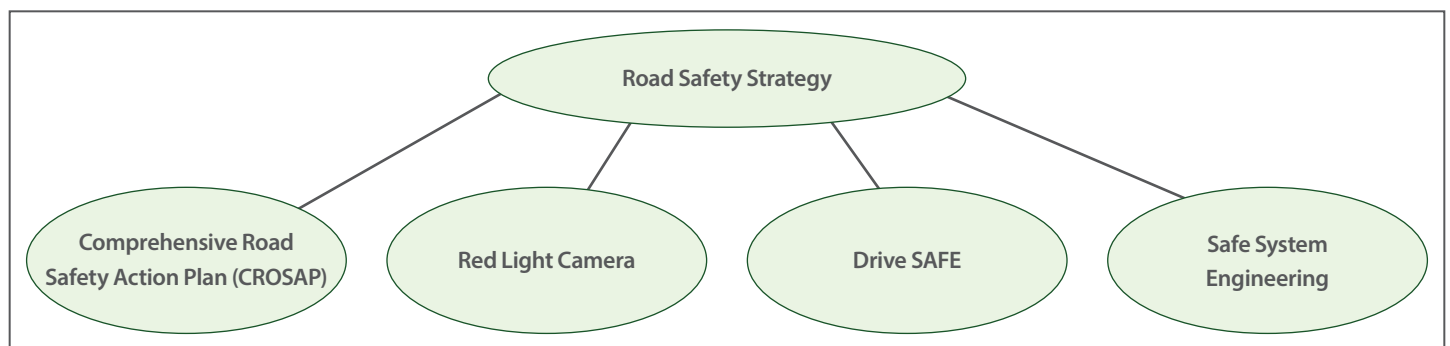 Road Safety Strategy
Comprehensive Road
Safety Action Plan (CROSAP)
Red Light Camera
Drive SAFE
Safe System
Engineering